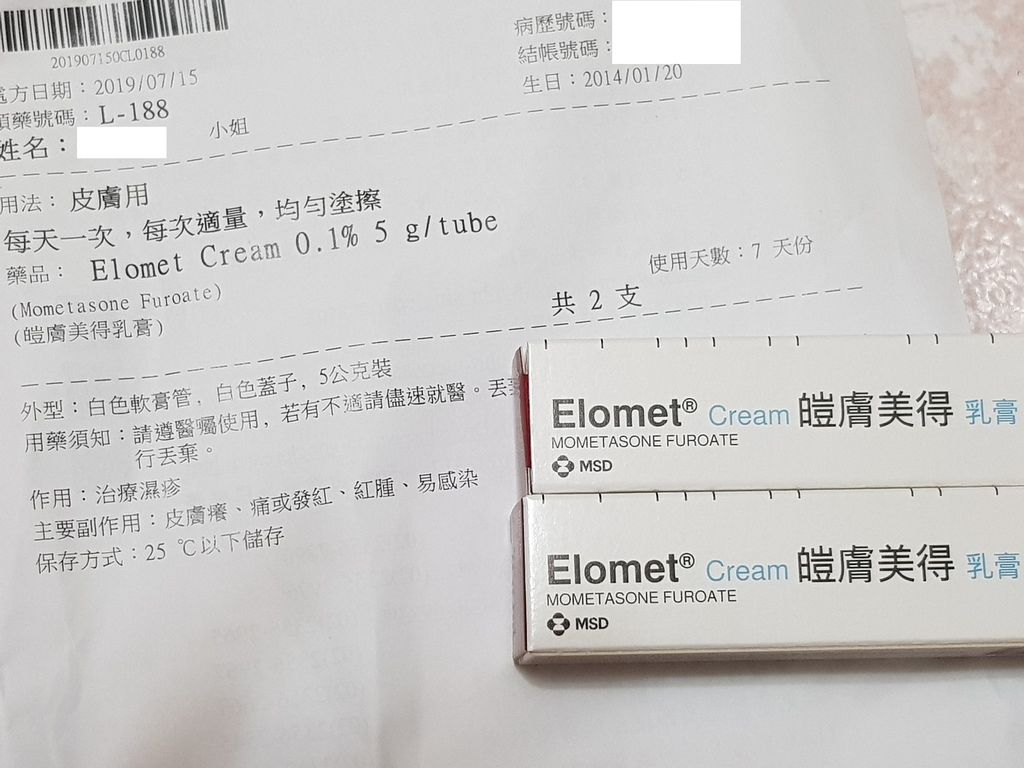 201907150CL0188
處方日期：2019/07/15
領藥號碼：L-188
姓名：
小姐
病歷號碼：
結帳號碼：
生日：2014/01/20
用法：皮膚用
每天一次，每次適量，均勻塗擦
藥品：Elomet Cream 0.1% 5 g/tube
(Mometasone Furoate)
(皚膚美得乳膏)
使用天數：7 天份
共 2 支
外型：白色軟膏管, 白色蓋子, 5公克裝
用藥須知：請遵醫囑使用, 若有不適請儘速就醫。丟
行丟棄。
作用：治療濕疹
主要副作用：皮膚癢、痛或發紅、紅腫、易感染
保存方式：25 ℃以下儲存
Elomet® Cream 皚膚美得 乳膏
MOMETASONE FUROATE
MSD
Elomet® Cream 皚膚美得 乳膏
MOMETASONE FUROATE
MSD